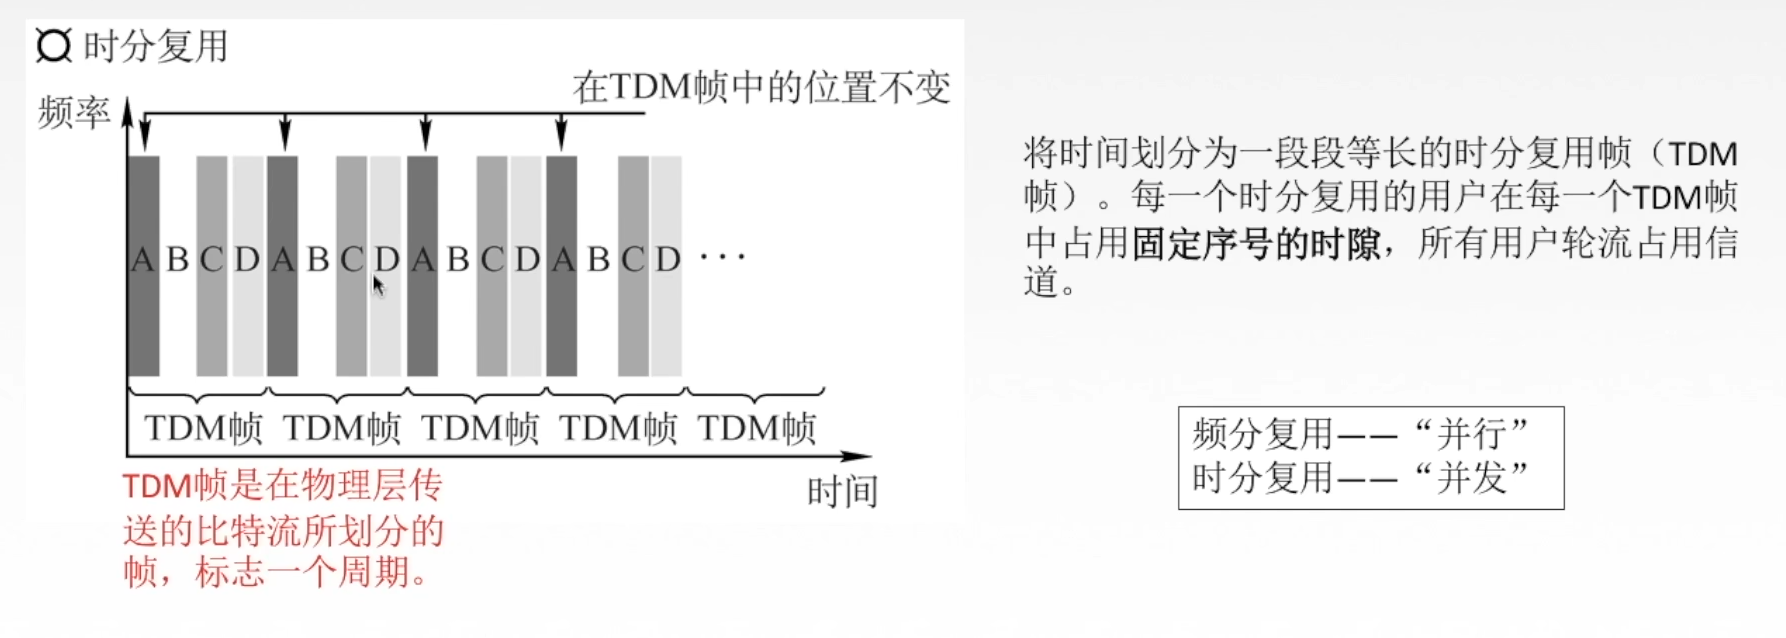 ¤ 时分复用
在TDM帧中的位置不变
频率
A B C D A B C D A B C D A B C D ···
TDM帧 TDM帧 TDM帧 TDM帧 TDM帧
时间
TDM帧是在物理层传
送的比特流所划分的
帧，标志一个周期。
将时间划分为一段段等长的时分复用帧（TDM
帧）。每一个时分复用的用户在每一个TDM帧
中占用固定序号的时隙，所有用户轮流占用信
道。
频分复用——“并行”
时分复用——“并发”